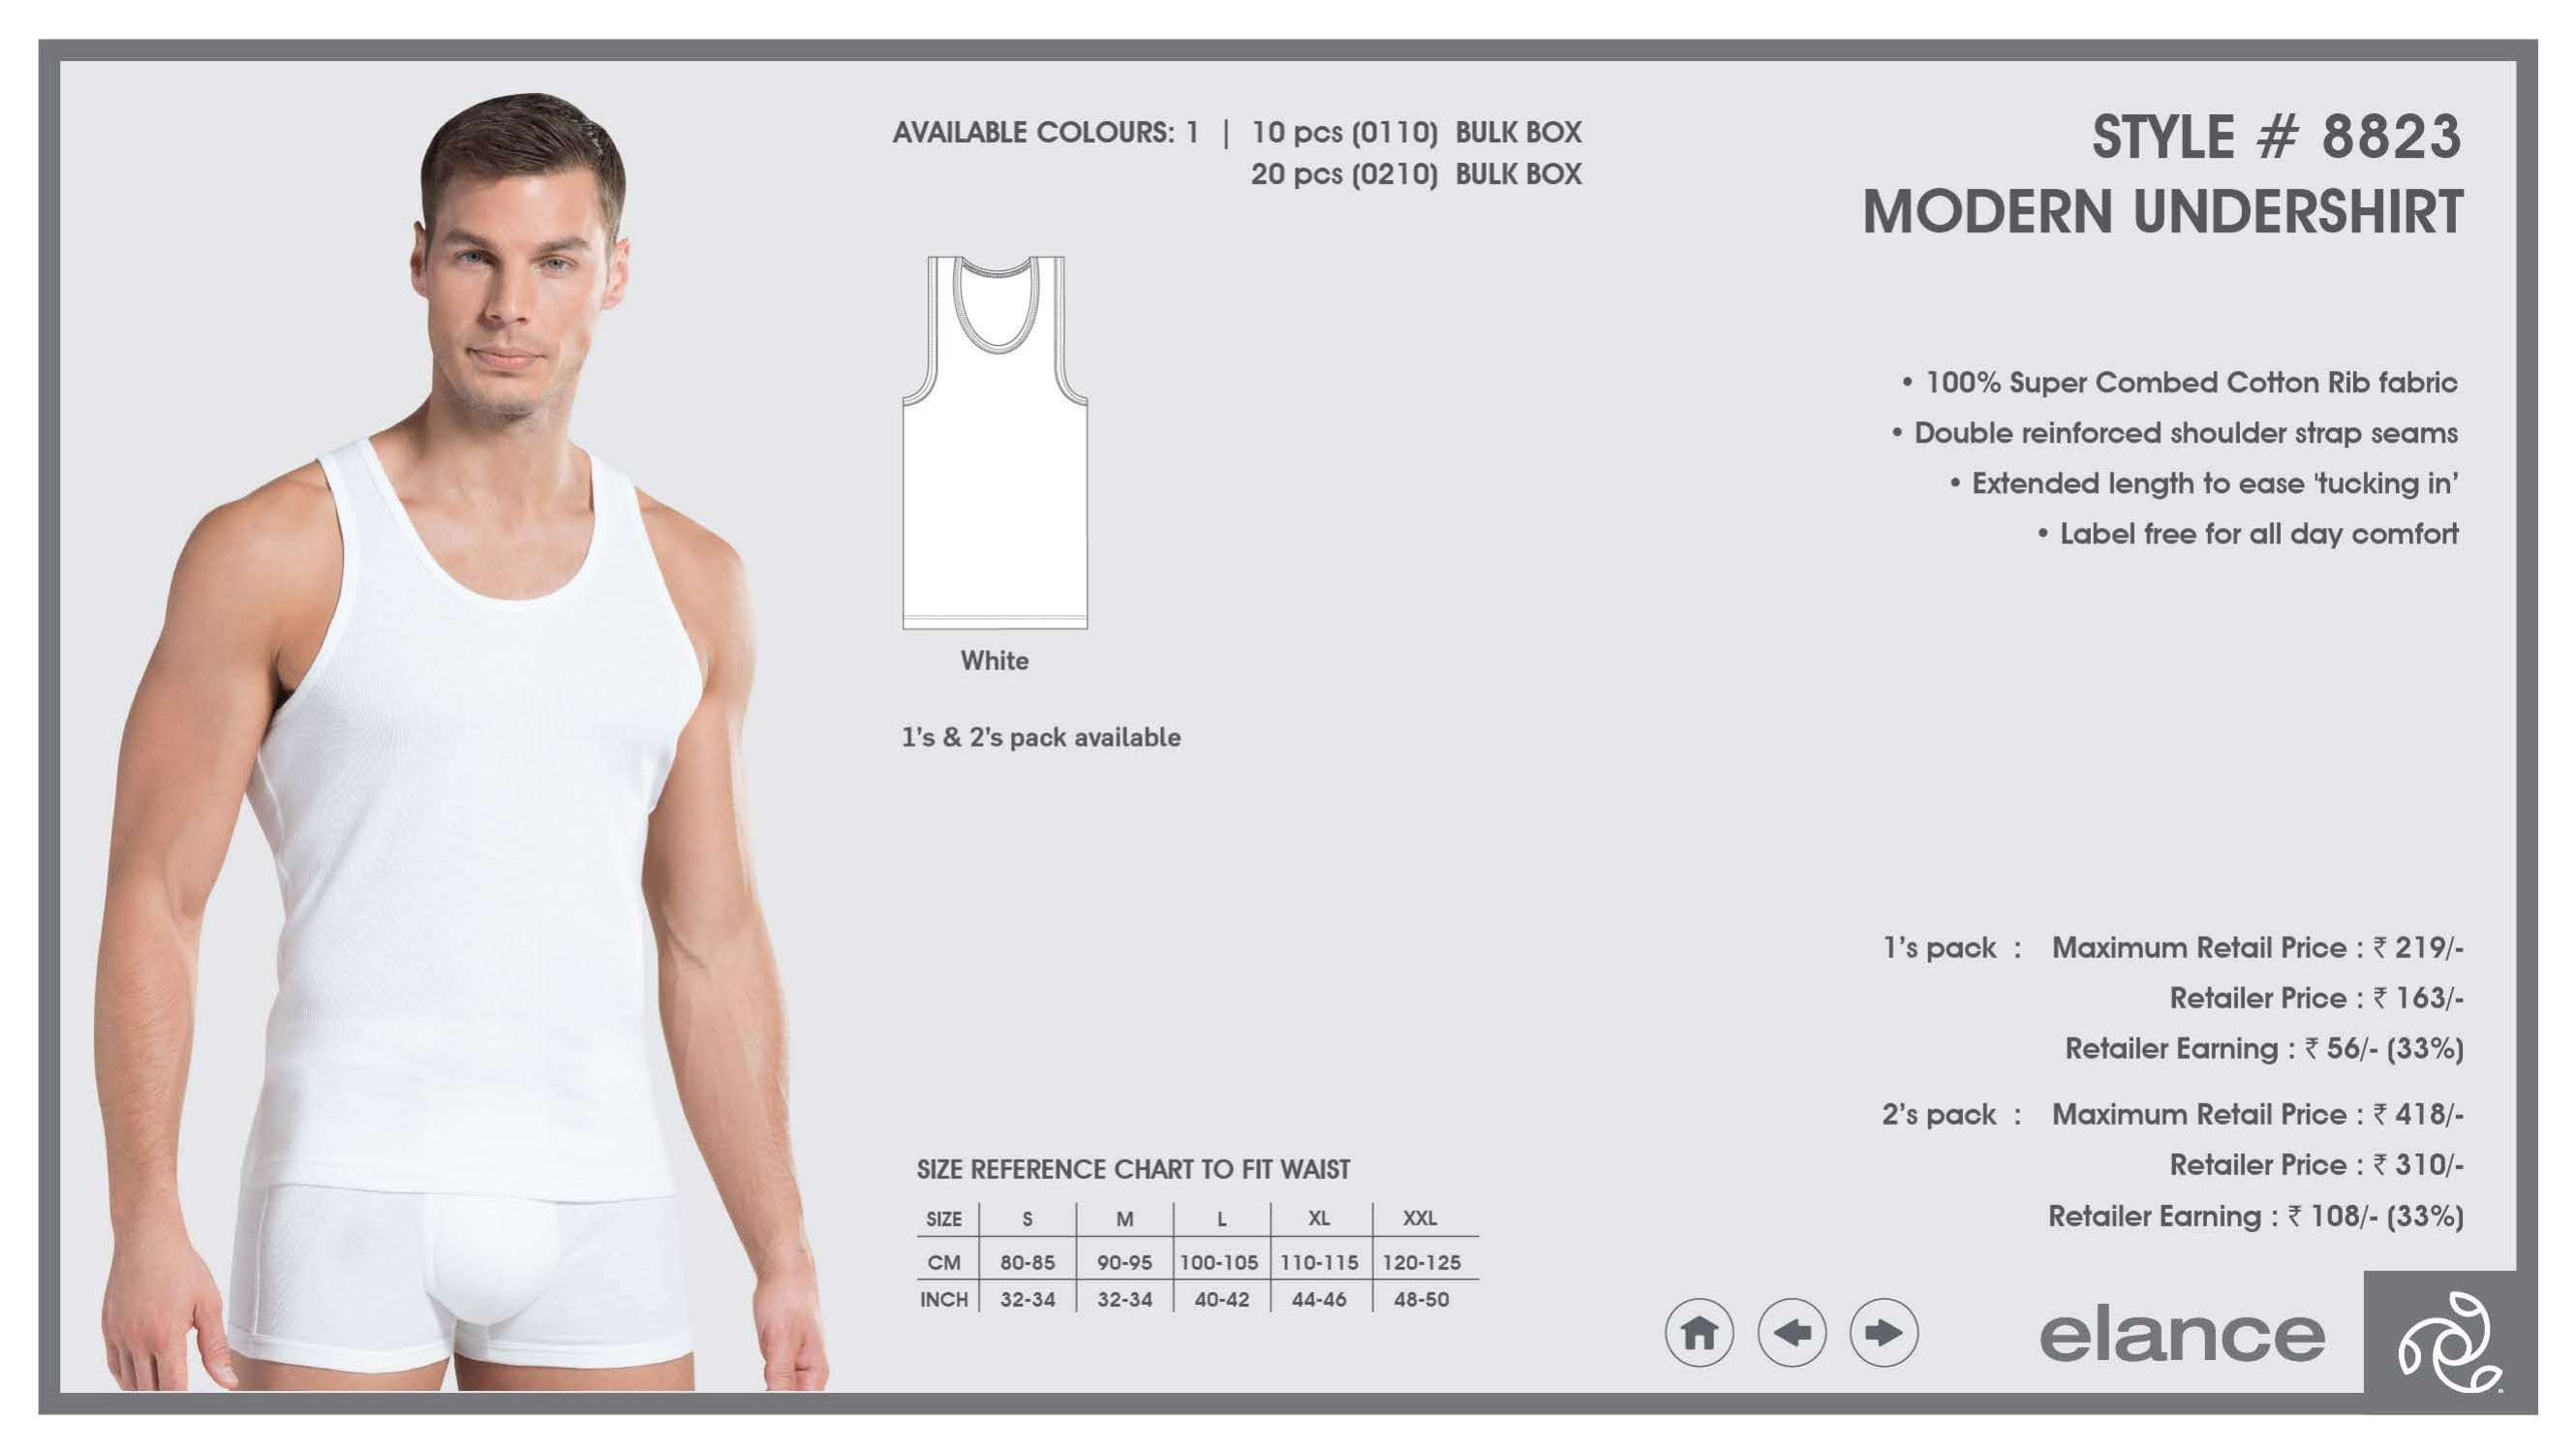 AVAILABLE COLOURS: 1 | 10 pcs (0110) BULK BOX
20 pcs (0210) BULK BOX
STYLE # 8823
MODERN UNDERSHIRT
• 100% Super Combed Cotton Rib fabric
• Double reinforced shoulder strap seams
• Extended length to ease 'tucking in’
• Label free for all day comfort
White
1's & 2's pack available
1’s pack : Maximum Retail Price : ₹ 219/-
Retailer Price : ₹ 163/-
Retailer Earning : ₹ 56/- (33%)
2’s pack : Maximum Retail Price : ₹ 418/-
Retailer Price : ₹ 310/-
Retailer Earning : ₹ 108/- (33%)
SIZE REFERENCE CHART TO FIT WAIST
SIZE S M L XL XXL
CM 80-85 90-95 100-105 110-115 120-125
INCH 32-34 32-34 40-42 44-46 48-50
elance